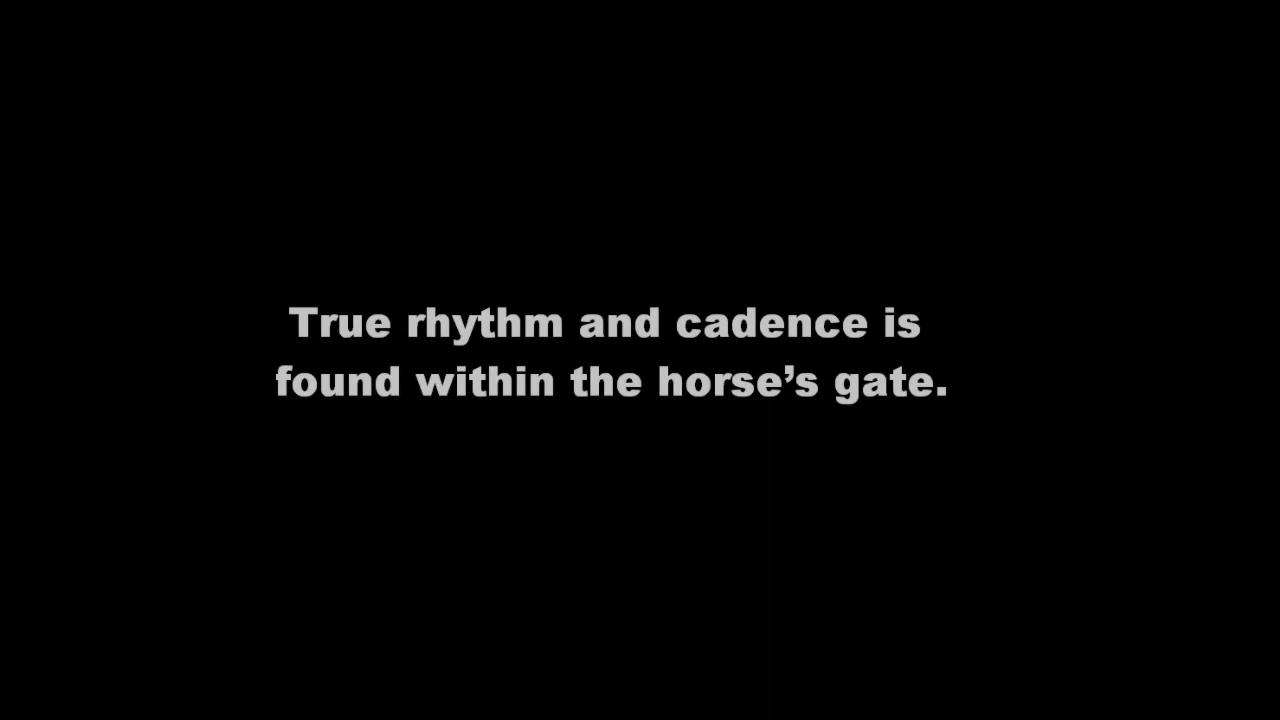 True rhythm and cadence is
found within the horse’s gate.